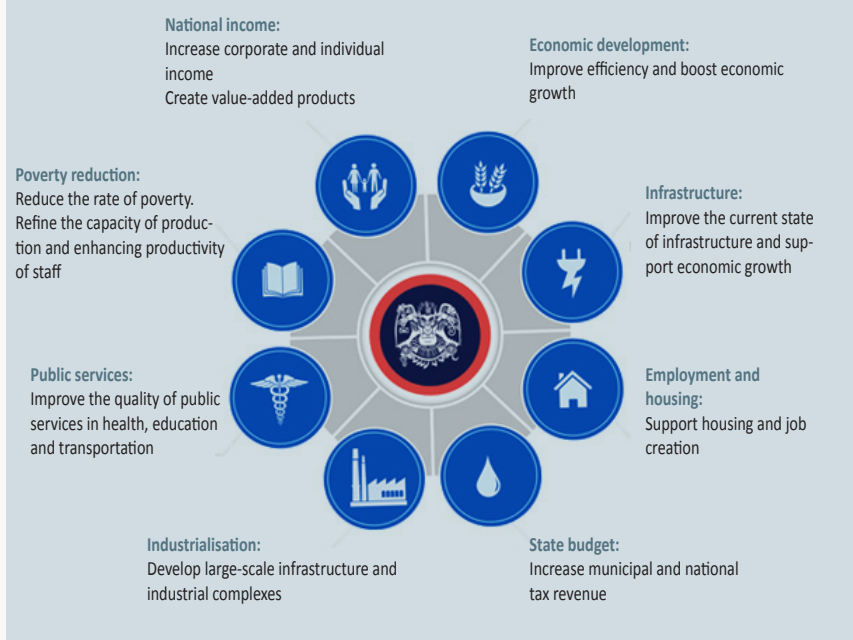 National income:
Increase corporate and individual
income
Create value-added products
Economic development:
Improve efficiency and boost economic
growth
Poverty reduction:
Reduce the rate of poverty.
Refine the capacity of produc-
tion and enhancing productivity
of staff
Infrastructure:
Improve the current state
of infrastructure and sup-
port economic growth
Public services:
Improve the quality of public
services in health, education
and transportation
Employment and
housing:
Support housing and job
creation
Industrialisation:
Develop large-scale infrastructure and
industrial complexes
State budget:
Increase municipal and national
tax revenue